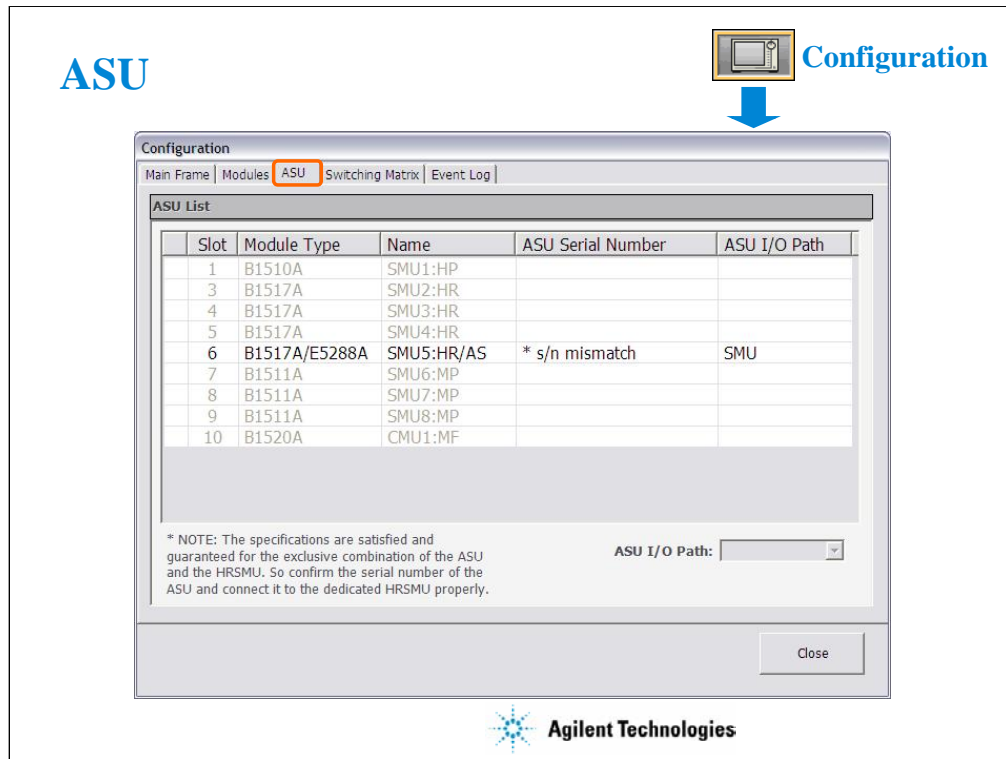 ASU
Configuration
Configuration
Main Frame Modules ASU Switching Matrix Event Log
ASU List
Slot Module Type Name ASU Serial Number ASU I/O Path
1 B1510A SMU1:HP
3 B1517A SMU2:HR
4 B1517A SMU3:HR
5 B1517A SMU4:HR
6 B1517A/E5288A SMU5:HR/AS * s/n mismatch SMU
7 B1511A SMU6:MP
8 B1511A SMU7:MP
9 B1511A SMU8:MP
10 B1520A CMU1:MF
* NOTE: The specifications are satisfied and
guaranteed for the exclusive combination of the ASU
and the HRSMU. So confirm the serial number of the
ASU and connect it to the dedicated HRSMU properly.
ASU I/O Path:
Close
Agilent Technologies